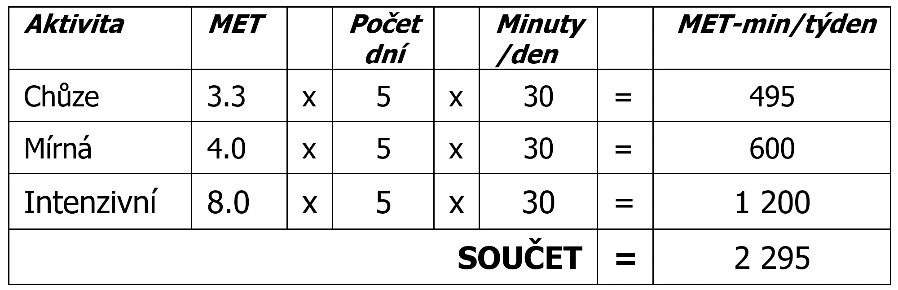 Aktivita MET Počet dní Minuty /den MET-min/týden
Chůze 3.3 x 5 x 30 = 495
Mírná 4.0 x 5 x 30 = 600
Intenzivní 8.0 x 5 x 30 = 1 200
SOUČET = 2 295